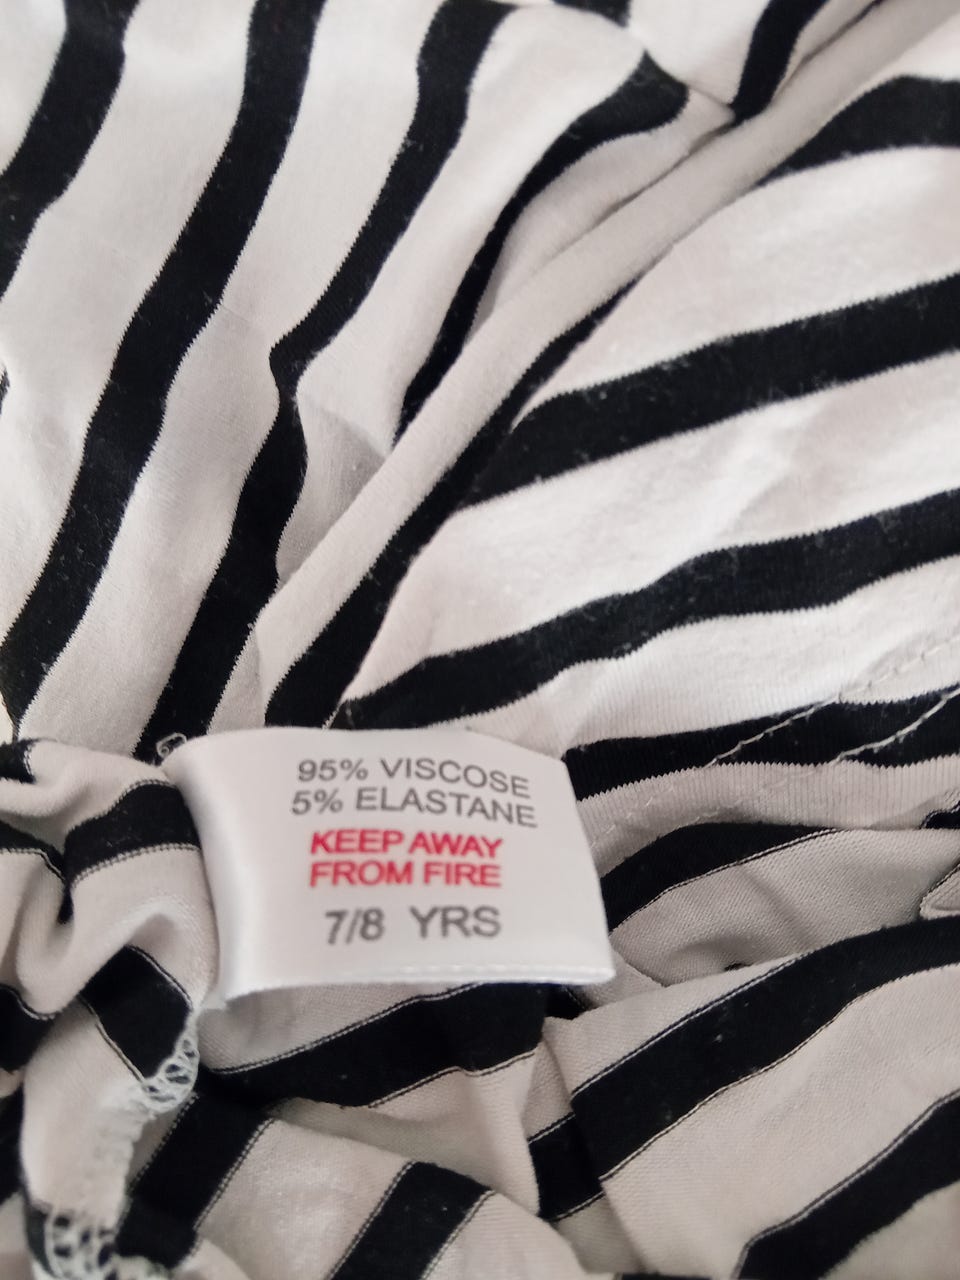 95% VISCOSE
5% ELASTANE
KEEP AWAY
FROM FIRE
7/8 YRS